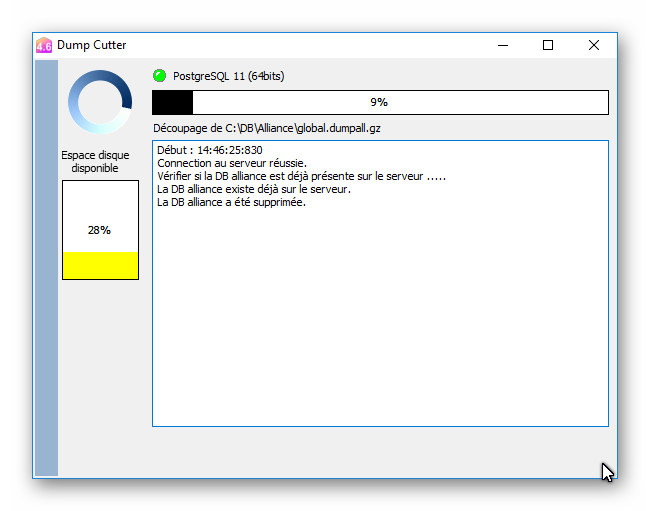 4.6 Dump Cutter
PostgreSQL 11 (64bits)
9%
Découpage de C:\DB\Alliance\global.dumpall.gz
Espace disque
disponible
28%
Début : 14:46:25:830
Connection au serveur réussie.
Vérifier si la DB alliance est déjà présente sur le serveur .....
La DB alliance existe déjà sur le serveur.
La DB alliance a été supprimée.